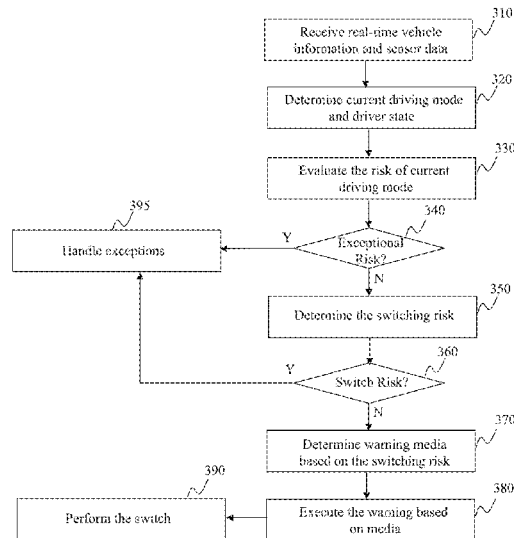 310
Receive real-time vehicle
information and sensor data
320
Determine current driving mode
and driver state
330
Evaluate the risk of current
driving mode
395
340
Handle exceptions
Y
Exceptional
Risk?
N
350
Determine the switching risk
360
Y
Switch Risk?
N
370
Determine warning media
based on the switching risk
390
380
Perform the switch
Execute the warning based on
media